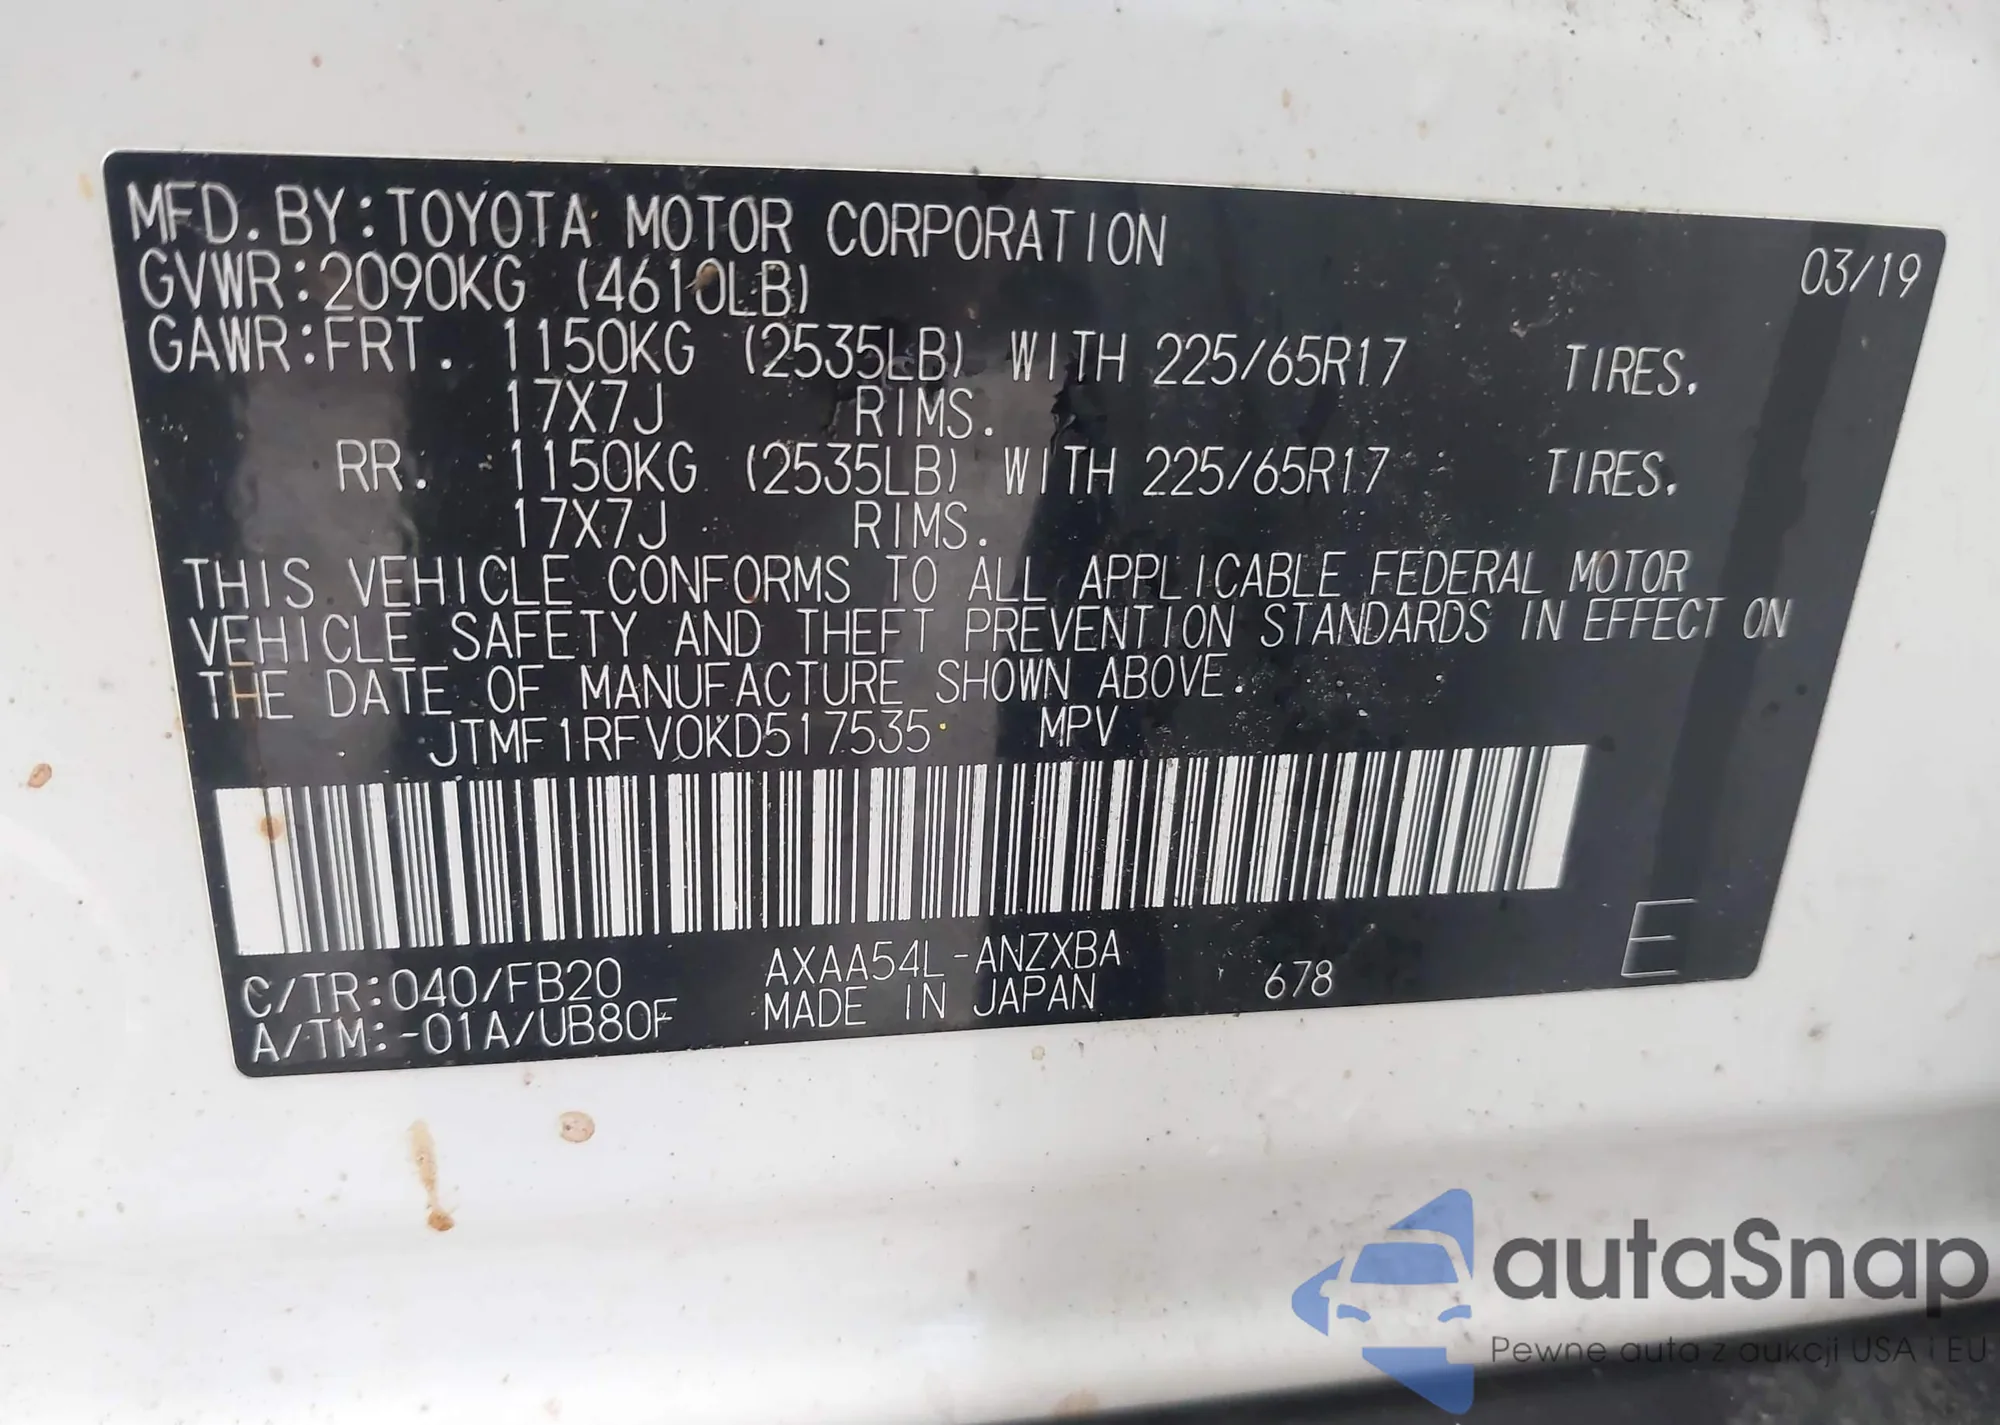 MFD.BY:TOYOTA MOTOR CORPORATION 03/19
GVWR:2090KG (4610LB)
GAWR:FRT. 1150KG (2535LB) WITH 225/65R17 TIRES.
17X7J RIMS.
RR. 1150KG (2535LB) WITH 225/65R17 TIRES.
17X7J RIMS.
THIS VEHICLE CONFORMS TO ALL APPLICABLE FEDERAL MOTOR
VEHICLE SAFETY AND THEFT PREVENTION STANDARDS IN EFFECT ON
THE DATE OF MANUFACTURE SHOWN ABOVE.
JTMF1RFV0KD517535 MPV
C/TR:040/FB20 AXAA54L-ANZXBA
A/TM:-01A/UB80F MADE IN JAPAN 678 E
autoSnap
Pewne auto z aukcji USA i EU